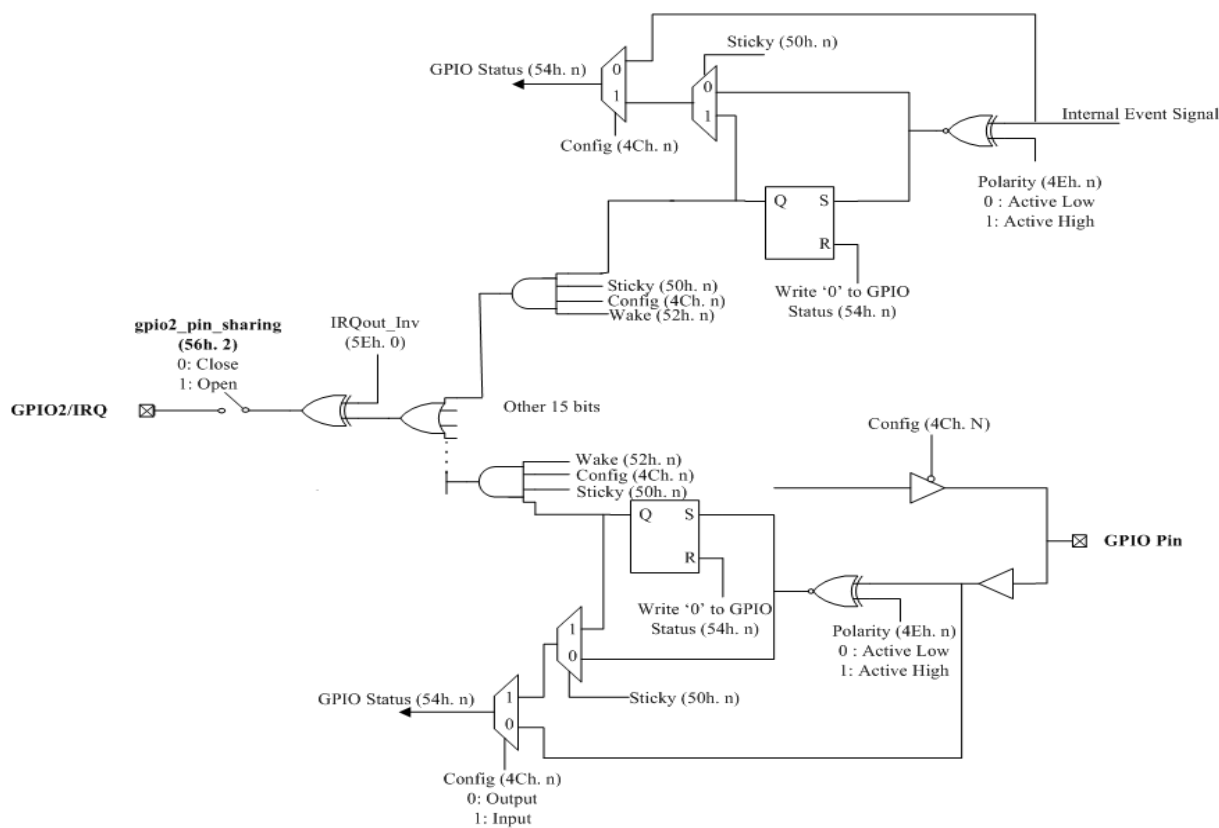 Sticky (50h. n)
GPIO Status (54h. n)
0
1
0
1
Internal Event Signal
Config (4Ch. n)
Polarity (4Eh. n)
0 : Active Low
1: Active High
Q
S
R
Sticky (50h. n)
Config (4Ch. n)
Wake (52h. n)
Write ‘0’ to GPIO
Status (54h. n)
gpio2_pin_sharing
(56h. 2)
0: Close
1: Open
IRQout_Inv
(5Eh. 0)
GPIO2/IRQ
Other 15 bits
Config (4Ch. N)
Wake (52h. n)
Config (4Ch. n)
Sticky (50h. n)
Q
S
R
GPIO Pin
Write ‘0’ to GPIO
Status (54h. n)
Polarity (4Eh. n)
0 : Active Low
1: Active High
1
0
Sticky (50h. n)
GPIO Status (54h. n)
1
0
Config (4Ch. n)
0: Output
1: Input